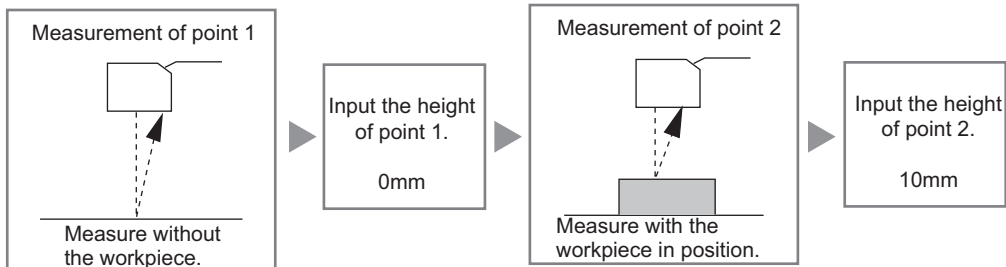 Measurement of point 1
Measure without
the workpiece.
Input the height
of point 1.
0mm
Measurement of point 2
Measure with the
workpiece in position.
Input the height
of point 2.
10mm